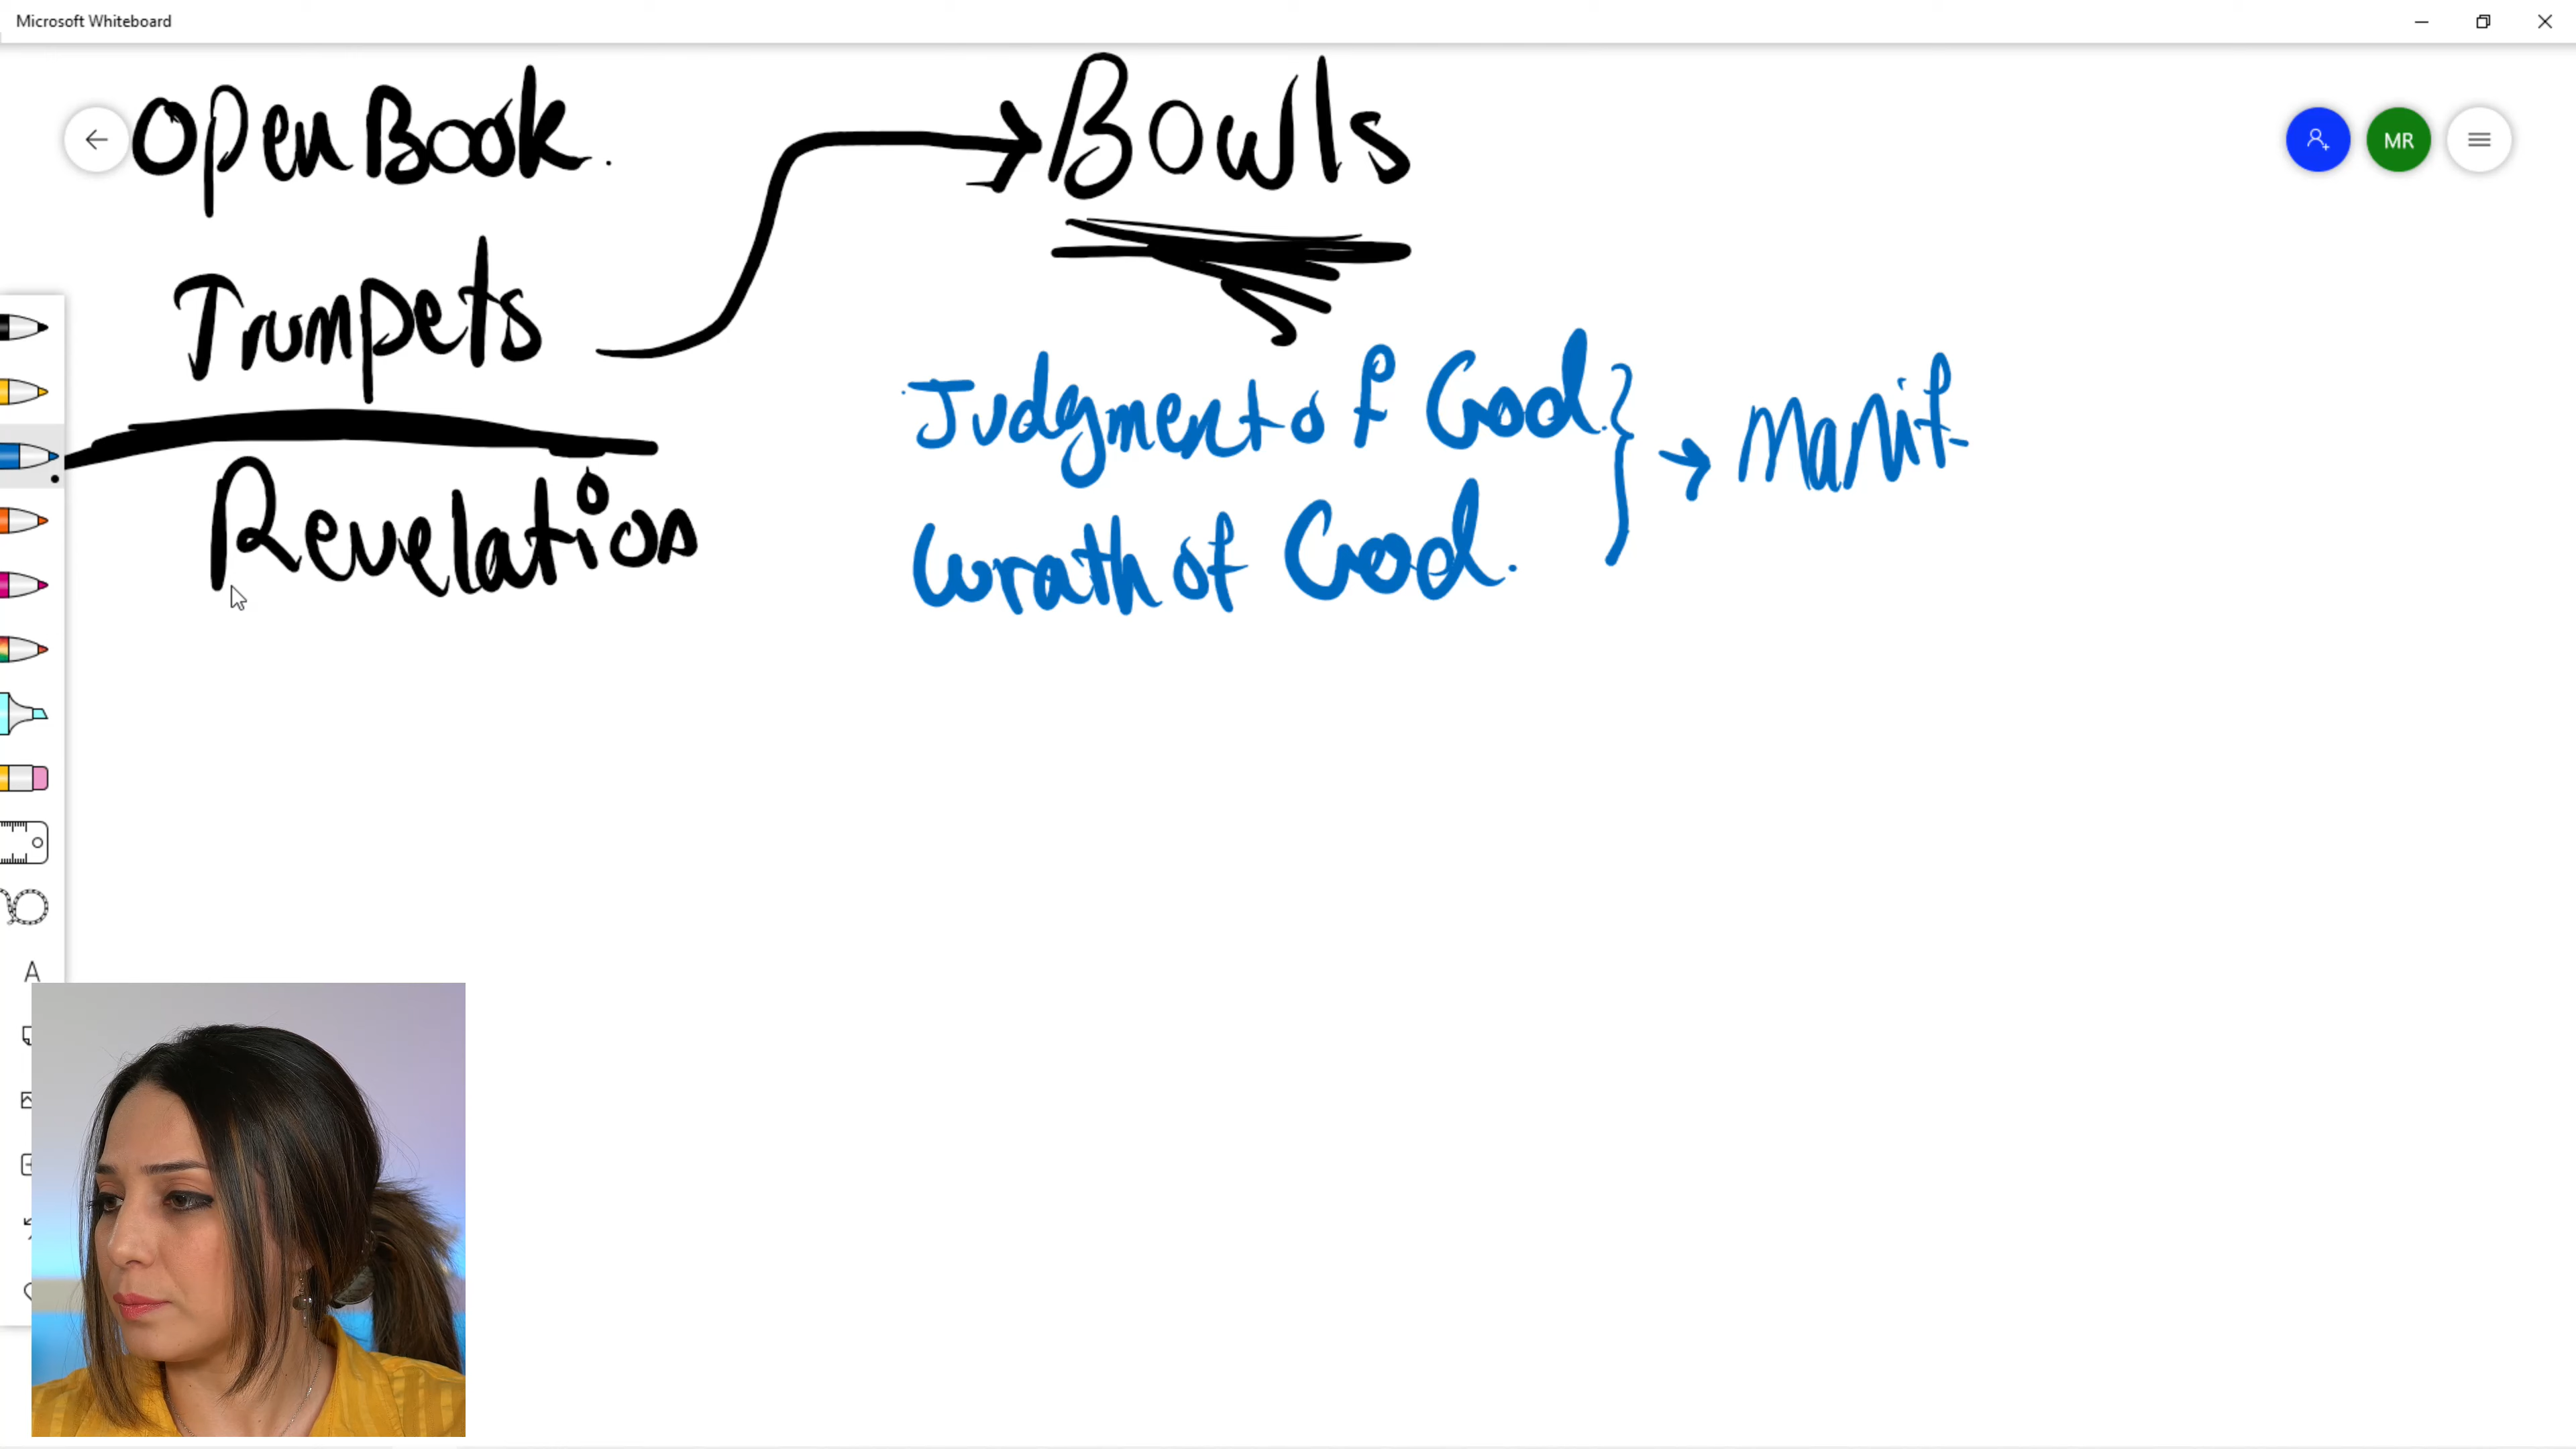 Microsoft Whiteboard
Open Book.
Bowls
MR
Trumpets
Judgment of God.
Manif-
Revelation
Wrath of God.
A